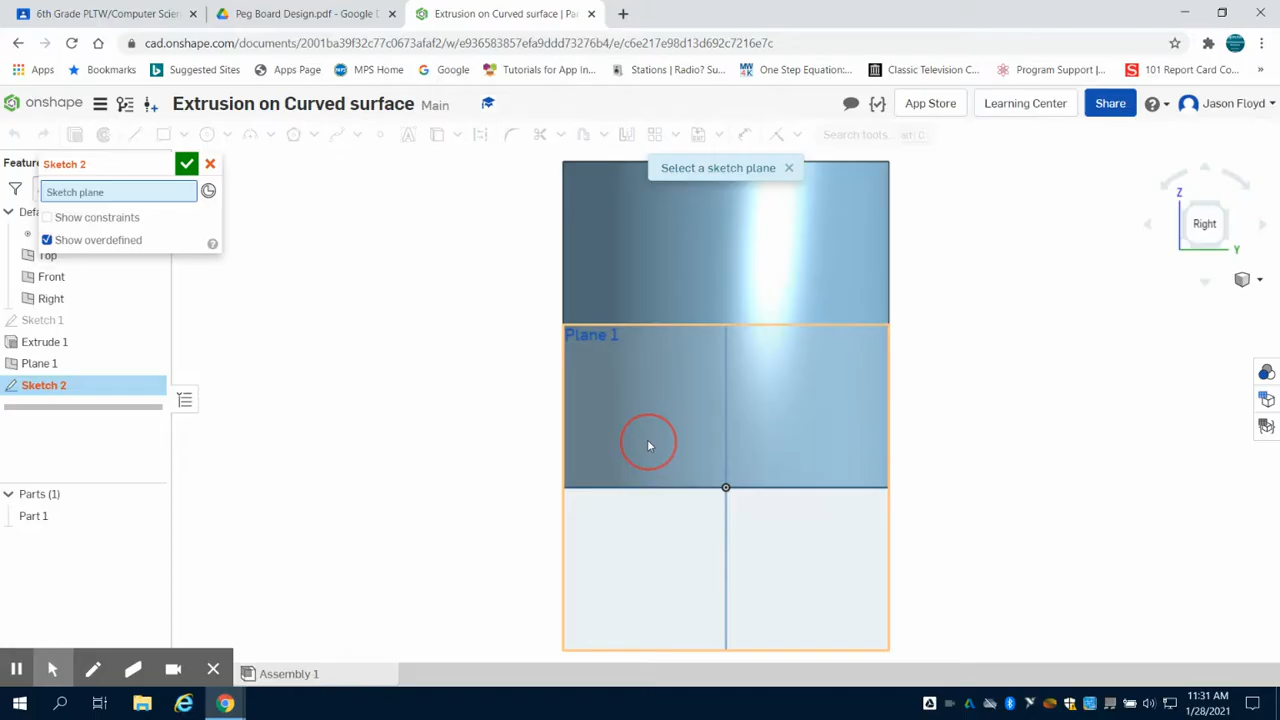 6th Grade PLTW/Computer Scien
Peg Board Design.pdf - Google D
Extrusion on Curved surface | Par
cad.onshape.com/documents/2001ba39f32c77c0673afaf2/w/e936583857efe9ddd73276b4/e/c6e217e98d13d692c7216e7c
Apps
Bookmarks
Suggested Sites
Apps Page
MPS Home
Google
Tutorials for App In...
Stations | Radio? Su...
One Step Equation:...
Classic Television C...
Program Support |...
101 Report Card Co...
onshape
Extrusion on Curved surface
Main
App Store
Learning Center
Share
Jason Floyd
Search tools...
Sketch 2
Sketch plane
Show constraints
Show overdefined
Select a sketch plane
Top
Front
Right
Sketch 1
Extrude 1
Plane 1
Sketch 2
Parts (1)
Part 1
Plane 1
Z
Right
Y
Assembly 1
11:31 AM
1/28/2021